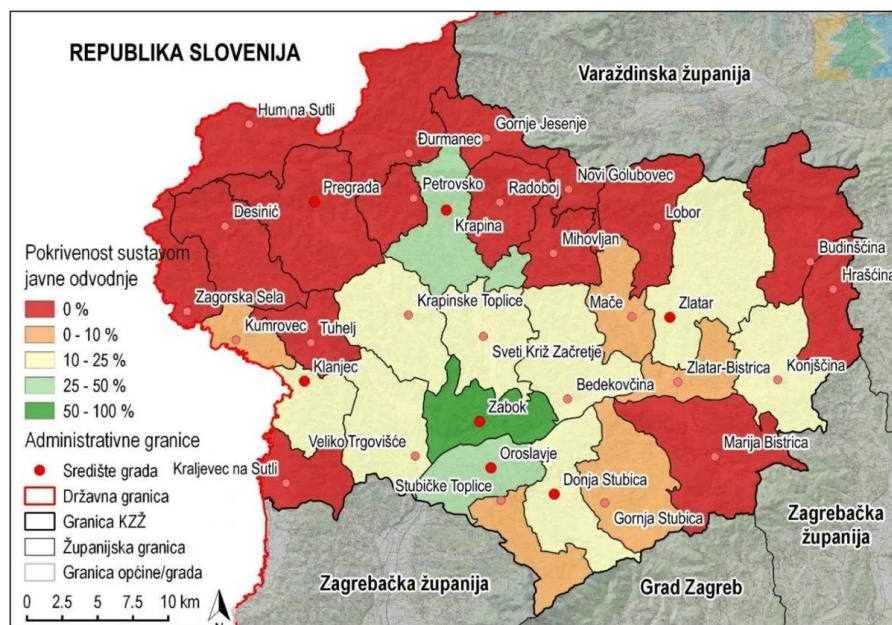 REPUBLIKA SLOVENIJA
Varaždinska županija
Hum na Sutli
Gornje Jesenje
Đurmanec
Pregrada
Petrovsko
Radoboj
Novi Golubovec
Desinić
Krapina
Lobor
Mihovljan
Budinšćina
Hrašćina
Pokrivenost sustavom
javne odvodnje
0 %
0 - 10 %
10 - 25 %
25 - 50 %
50 - 100 %
Zagorska Sela
Krapinske Toplice
Mače
Zlatar
Kumrovec
Tuhelj
Sveti Križ Začretje
Klanjec
Zlatar-Bistrica
Konjščina
Bedekovčina
Zabok
Veliko Trgovišće
Marija Bistrica
Oroslavje
Kraljevec na Sutli
Stubičke Toplice
Donja Stubica
Gornja Stubica
Administrativne granice
Središte grada
Državna granica
Granica KZŽ
Županijska granica
Granica općine/grada
Zagrebačka
županija
Zagrebačka županija
Grad Zagreb
0 2.5 5 10 km
N